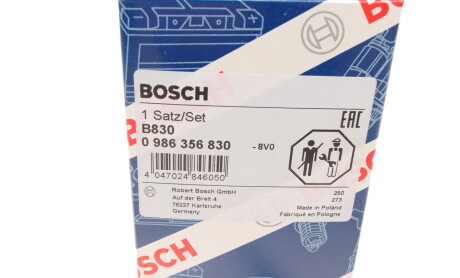 BOSCH
BOSCH
1 Satz/Set
B830
0 986 356 830 - 8V0
EAC
4 047024 846050
Robert Bosch GmbH
Auf der Breit 4
76227 Karlsruhe
Germany
260
273
Made in Poland
Fabriqué en Pologne
BOSCH